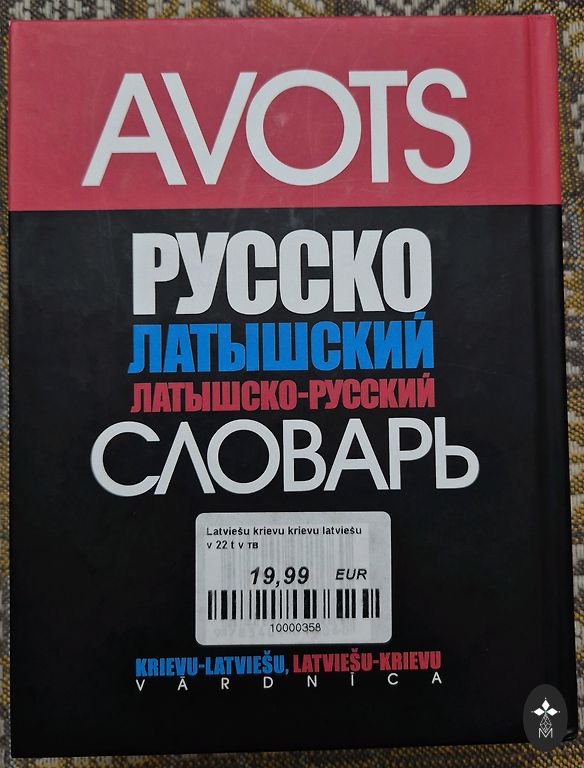 AVOTS
РУССКО
ЛАТЫШСКИЙ
ЛАТЫШСКО-РУССКИЙ
СЛОВАРЬ
Latviešu krievu krievu latviešu
v 22 t v тв
19,99 EUR
10000358
KRIEVU-LATVIEŠU, LATVIEŠU-KRIEVU
VĀRDNĪCA
M